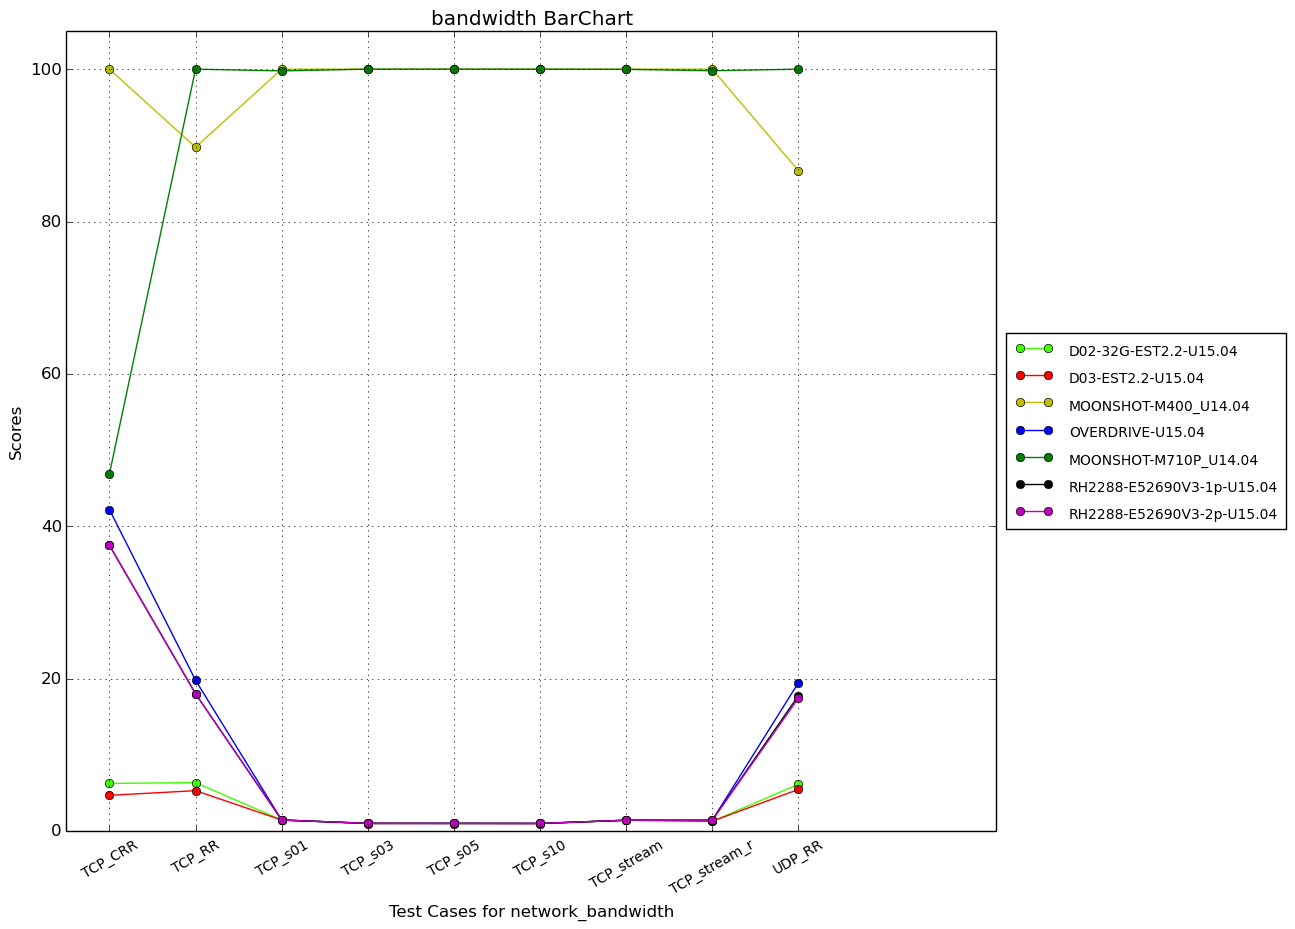 bandwidth BarChart
100
80
60
40
20
0
Scores
TCP_CRR
TCP_RR
TCP_s01
TCP_s03
TCP_s05
TCP_s10
TCP_stream
TCP_stream_r
UDP_RR
Test Cases for network_bandwidth
D02-32G-EST2.2-U15.04
D03-EST2.2-U15.04
MOONSHOT-M400_U14.04
OVERDRIVE-U15.04
MOONSHOT-M710P_U14.04
RH2288-E52690V3-1p-U15.04
RH2288-E52690V3-2p-U15.04